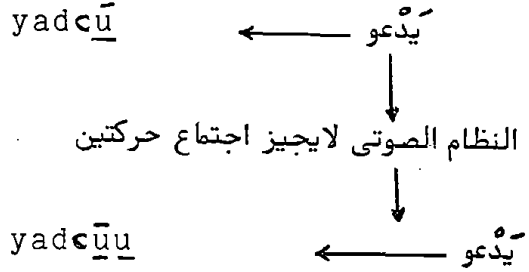 يَدْعو ← yadcū
↓
النظام الصوتى لايجيز اجتماع حركتين
↓
يَدْعو ← yadcūu